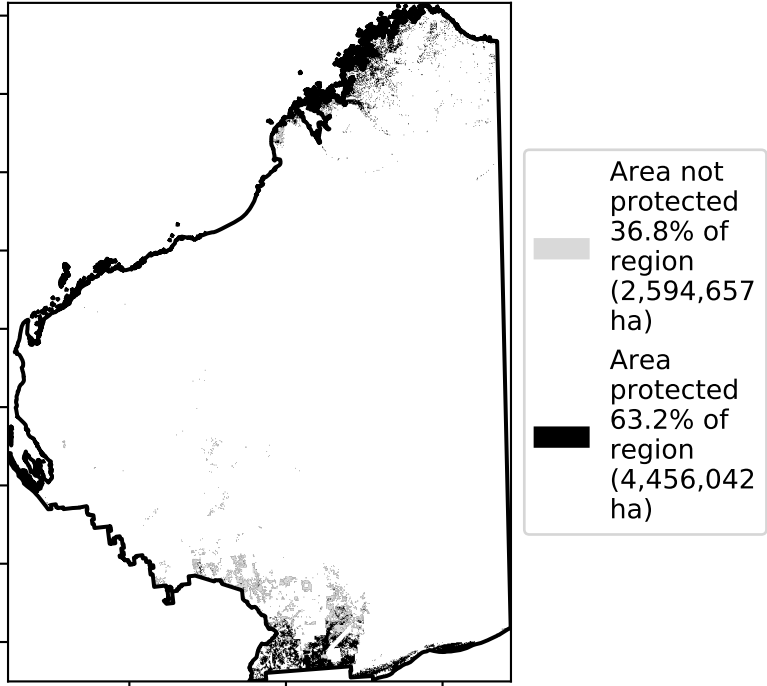 Area not
protected
36.8% of
region
(2,594,657
ha)
Area
protected
63.2% of
region
(4,456,042
ha)